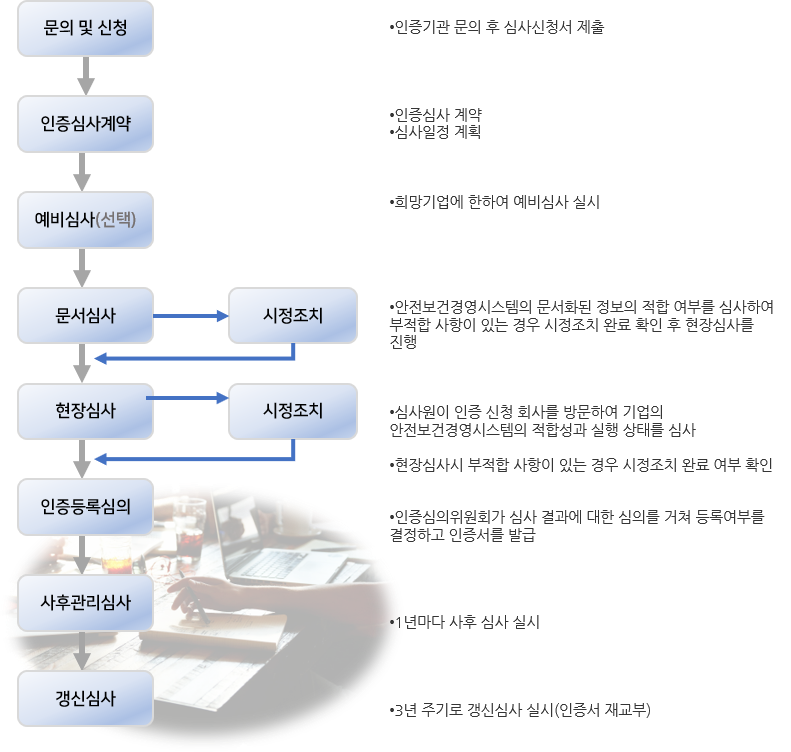 문의 및 신청
•인증기관 문의 후 심사신청서 제출
인증심사계약
•인증심사 계약
•심사일정 계획
예비심사(선택)
•희망기업에 한하여 예비심사 실시
문서심사
시정조치
•안전보건경영시스템의 문서화된 정보의 적합 여부를 심사하여
부적합 사항이 있는 경우 시정조치 완료 확인 후 현장심사를
진행
현장심사
시정조치
•심사원이 인증 신청 회사를 방문하여 기업의
안전보건경영시스템의 적합성과 실행 상태를 심사
•현장심사시 부적합 사항이 있는 경우 시정조치 완료 여부 확인
인증등록심의
•인증심의위원회가 심사 결과에 대한 심의를 거쳐 등록여부를
결정하고 인증서를 발급
사후관리심사
•1년마다 사후 심사 실시
갱신심사
•3년 주기로 갱신심사 실시(인증서 재교부)